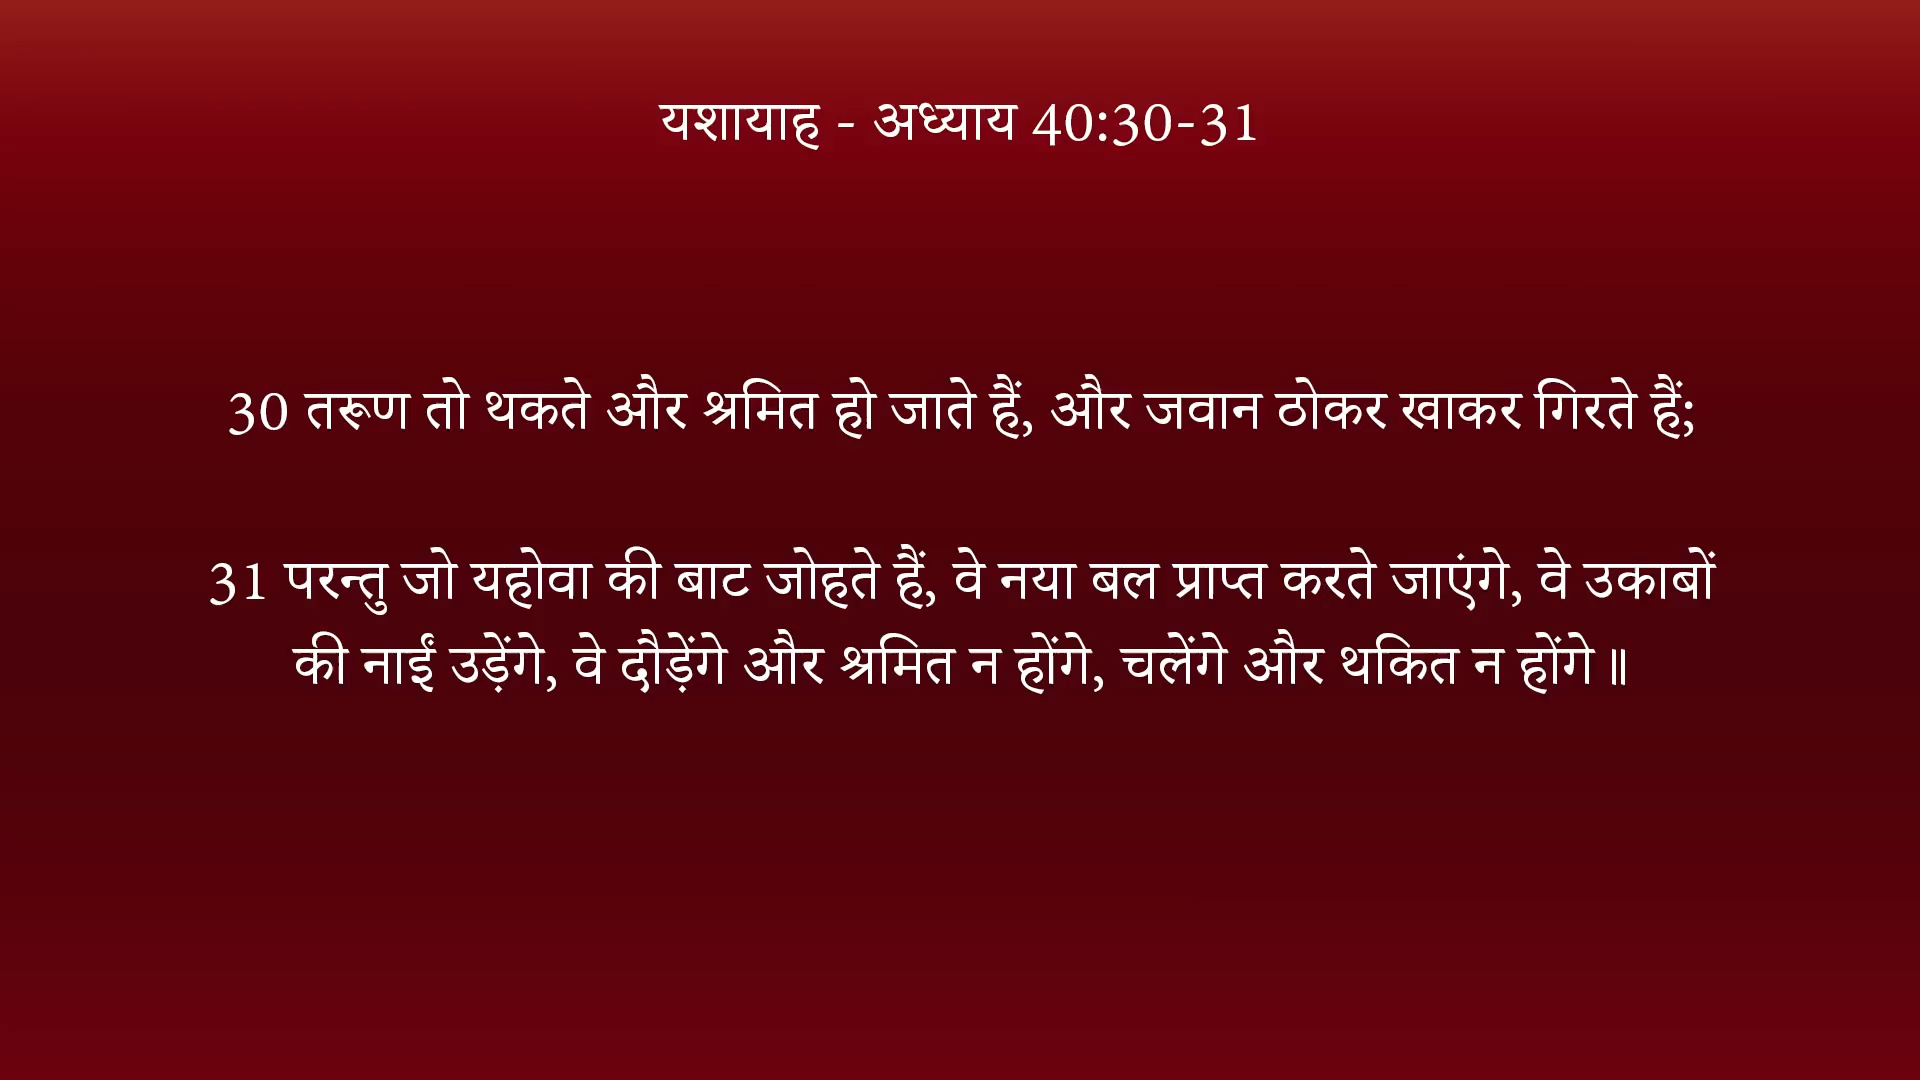 यशायाह - अध्याय 40:30-31
30 तरूण तो थकते और श्रमित हो जाते हैं, और जवान ठोकर खाकर गिरते हैं;
31 परन्तु जो यहोवा की बाट जोहते हैं, वे नया बल प्राप्त करते जाएंगे, वे उकाबों
की नाईं उड़ेंगे, वे दौड़ेंगे और श्रमित न होंगे, चलेंगे और थकित न होंगे॥